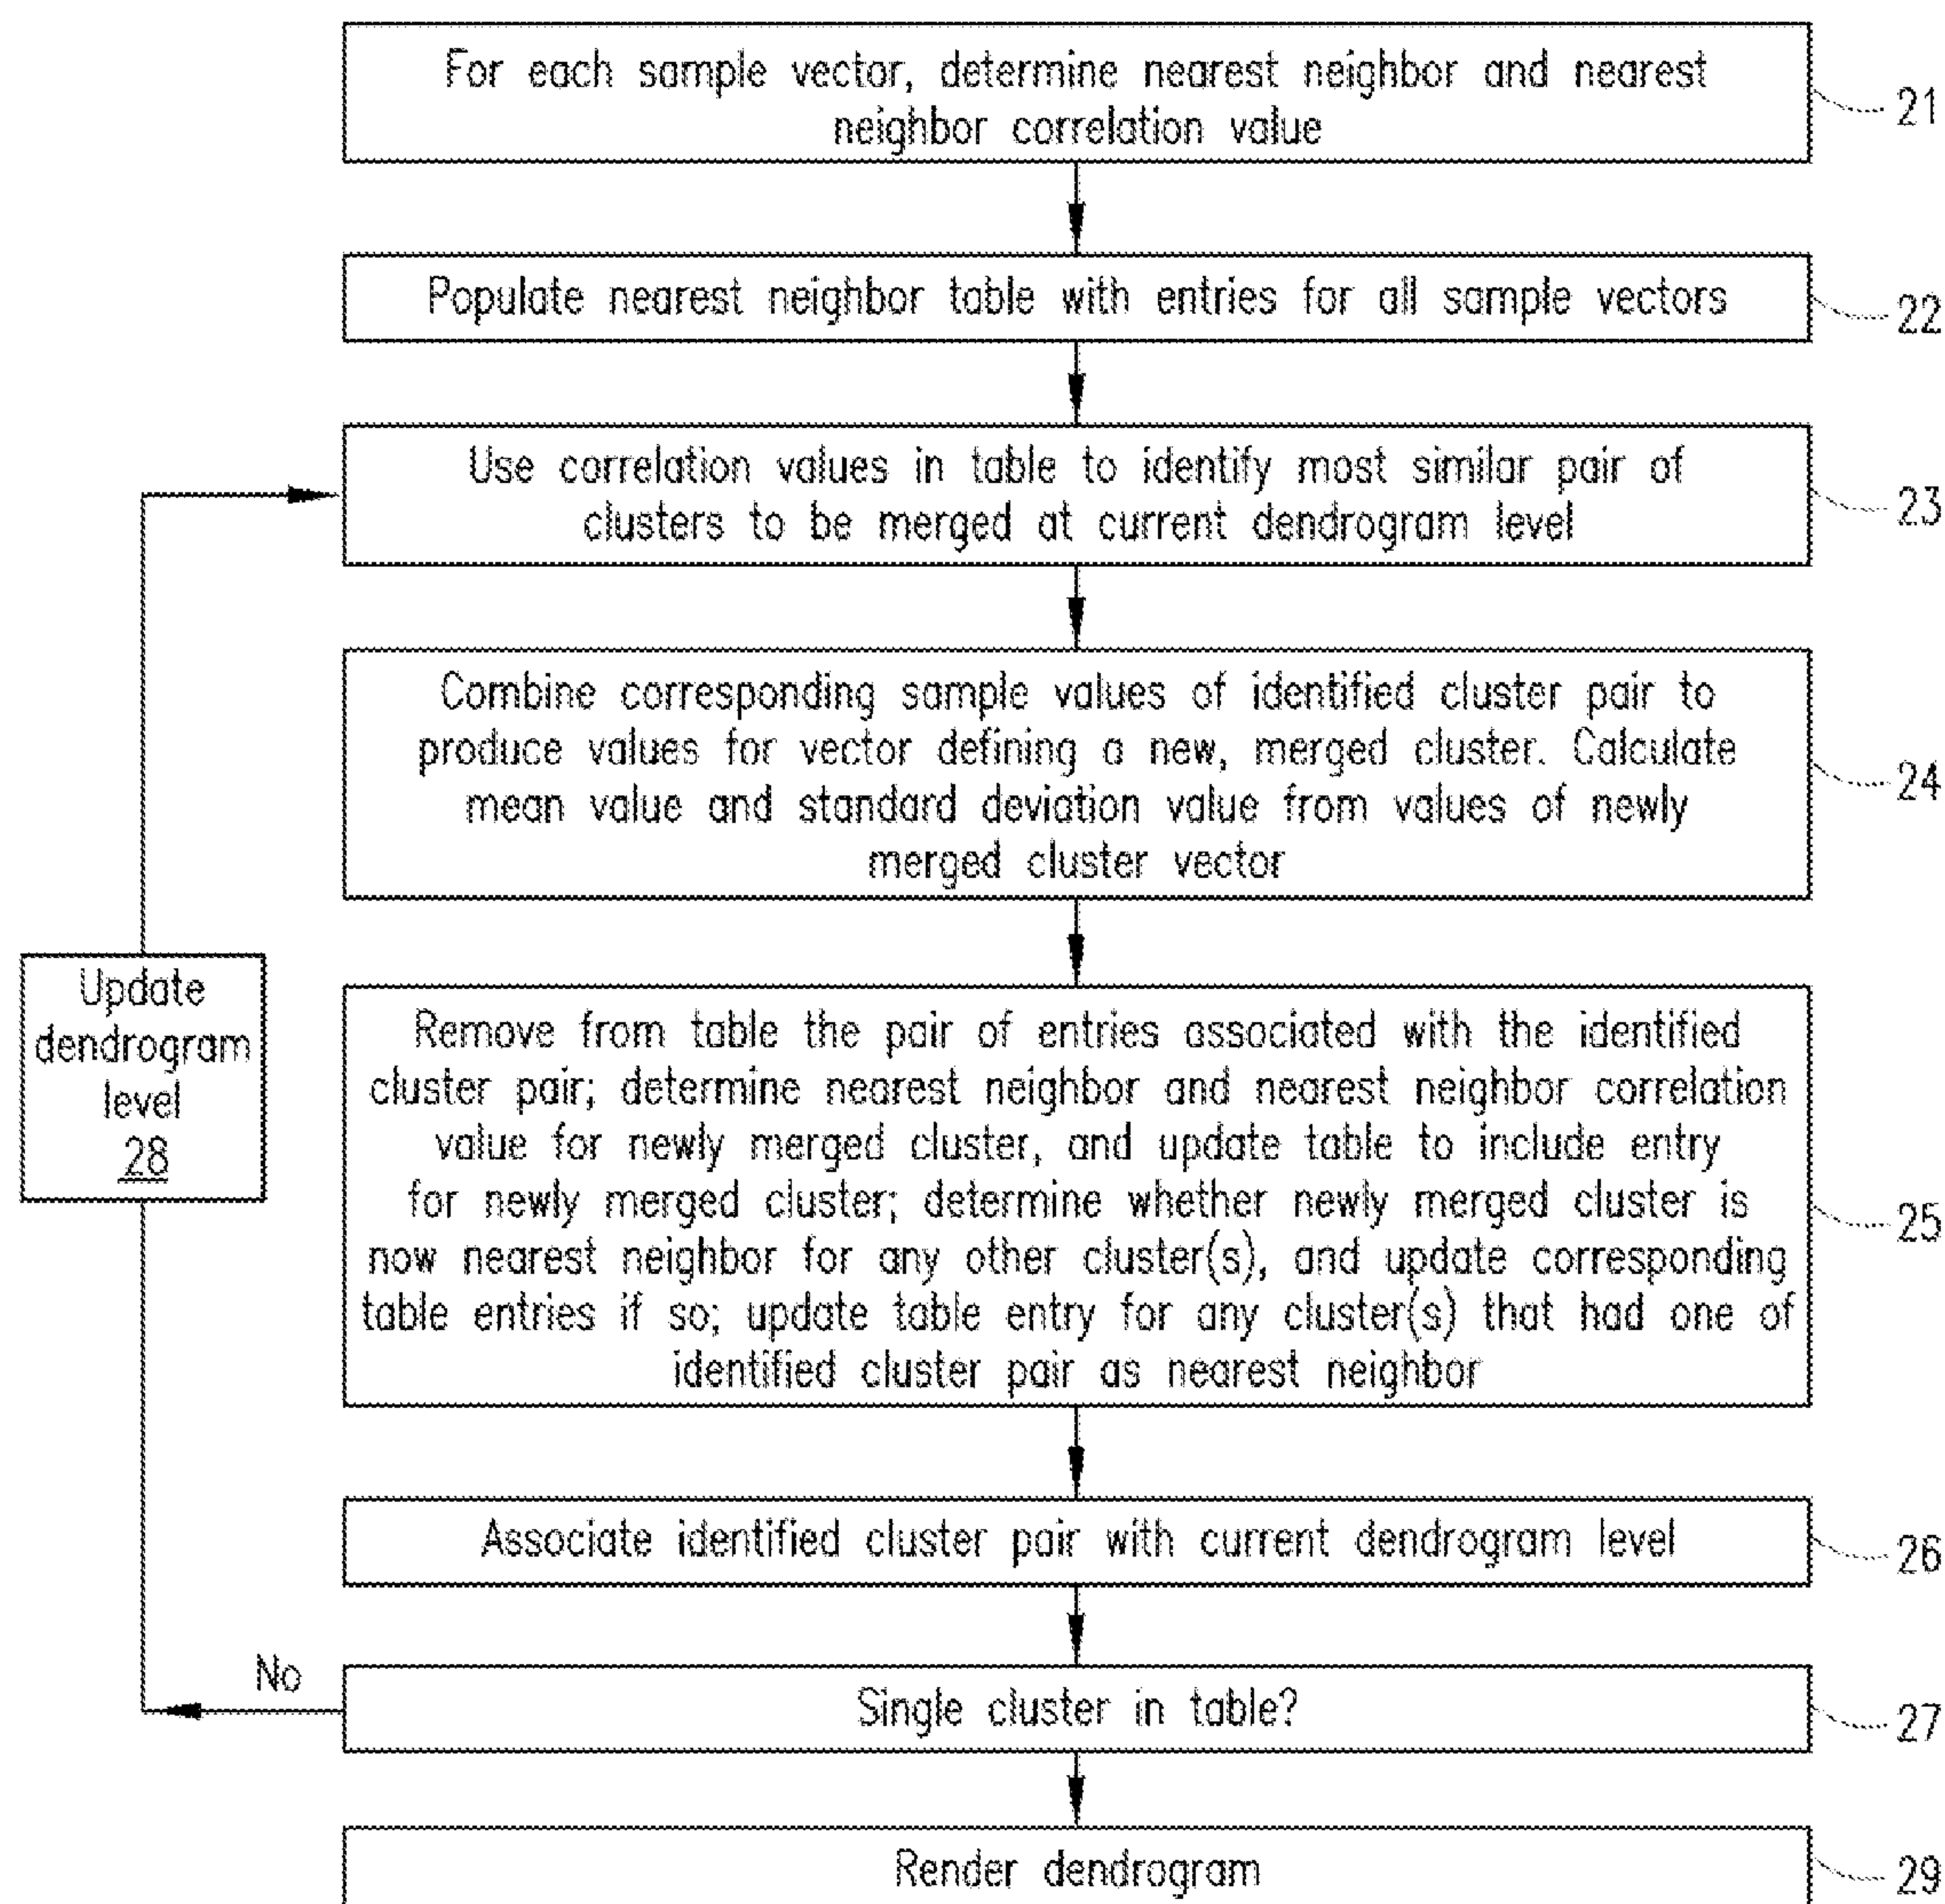 For each sample vector, determine nearest neighbor and nearest
neighbor correlation value
21
Populate nearest neighbor table with entries for all sample vectors
22
Use correlation values in table to identify most similar pair of
clusters to be merged at current dendrogram level
23
Combine corresponding sample values of identified cluster pair to
produce values for vector defining a new, merged cluster. Calculate
mean value and standard deviation value from values of newly
merged cluster vector
24
Update
dendrogram
level
28
Remove from table the pair of entries associated with the identified
cluster pair; determine nearest neighbor and nearest neighbor correlation
value for newly merged cluster, and update table to include entry
for newly merged cluster; determine whether newly merged cluster is
now nearest neighbor for any other cluster(s), and update corresponding
table entries if so; update table entry for any cluster(s) that had one of
identified cluster pair as nearest neighbor
25
Associate identified cluster pair with current dendrogram level
26
No
Single cluster in table?
27
Render dendrogram
29